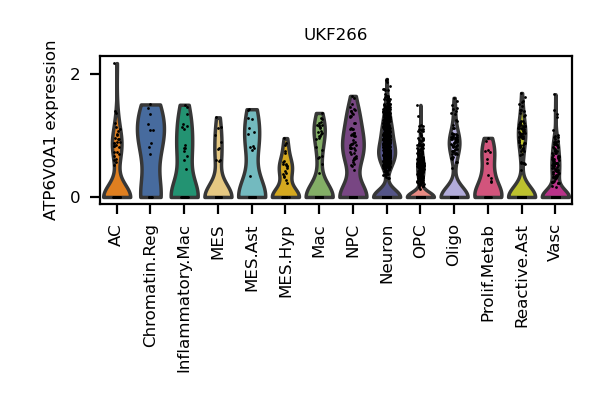 UKF266
ATP6V0A1 expression
2
0
AC
Chromatin.Reg
Inflammatory.Mac
MES
MES.Ast
MES.Hyp
Mac
NPC
Neuron
OPC
Oligo
Prolif.Metab
Reactive.Ast
Vasc